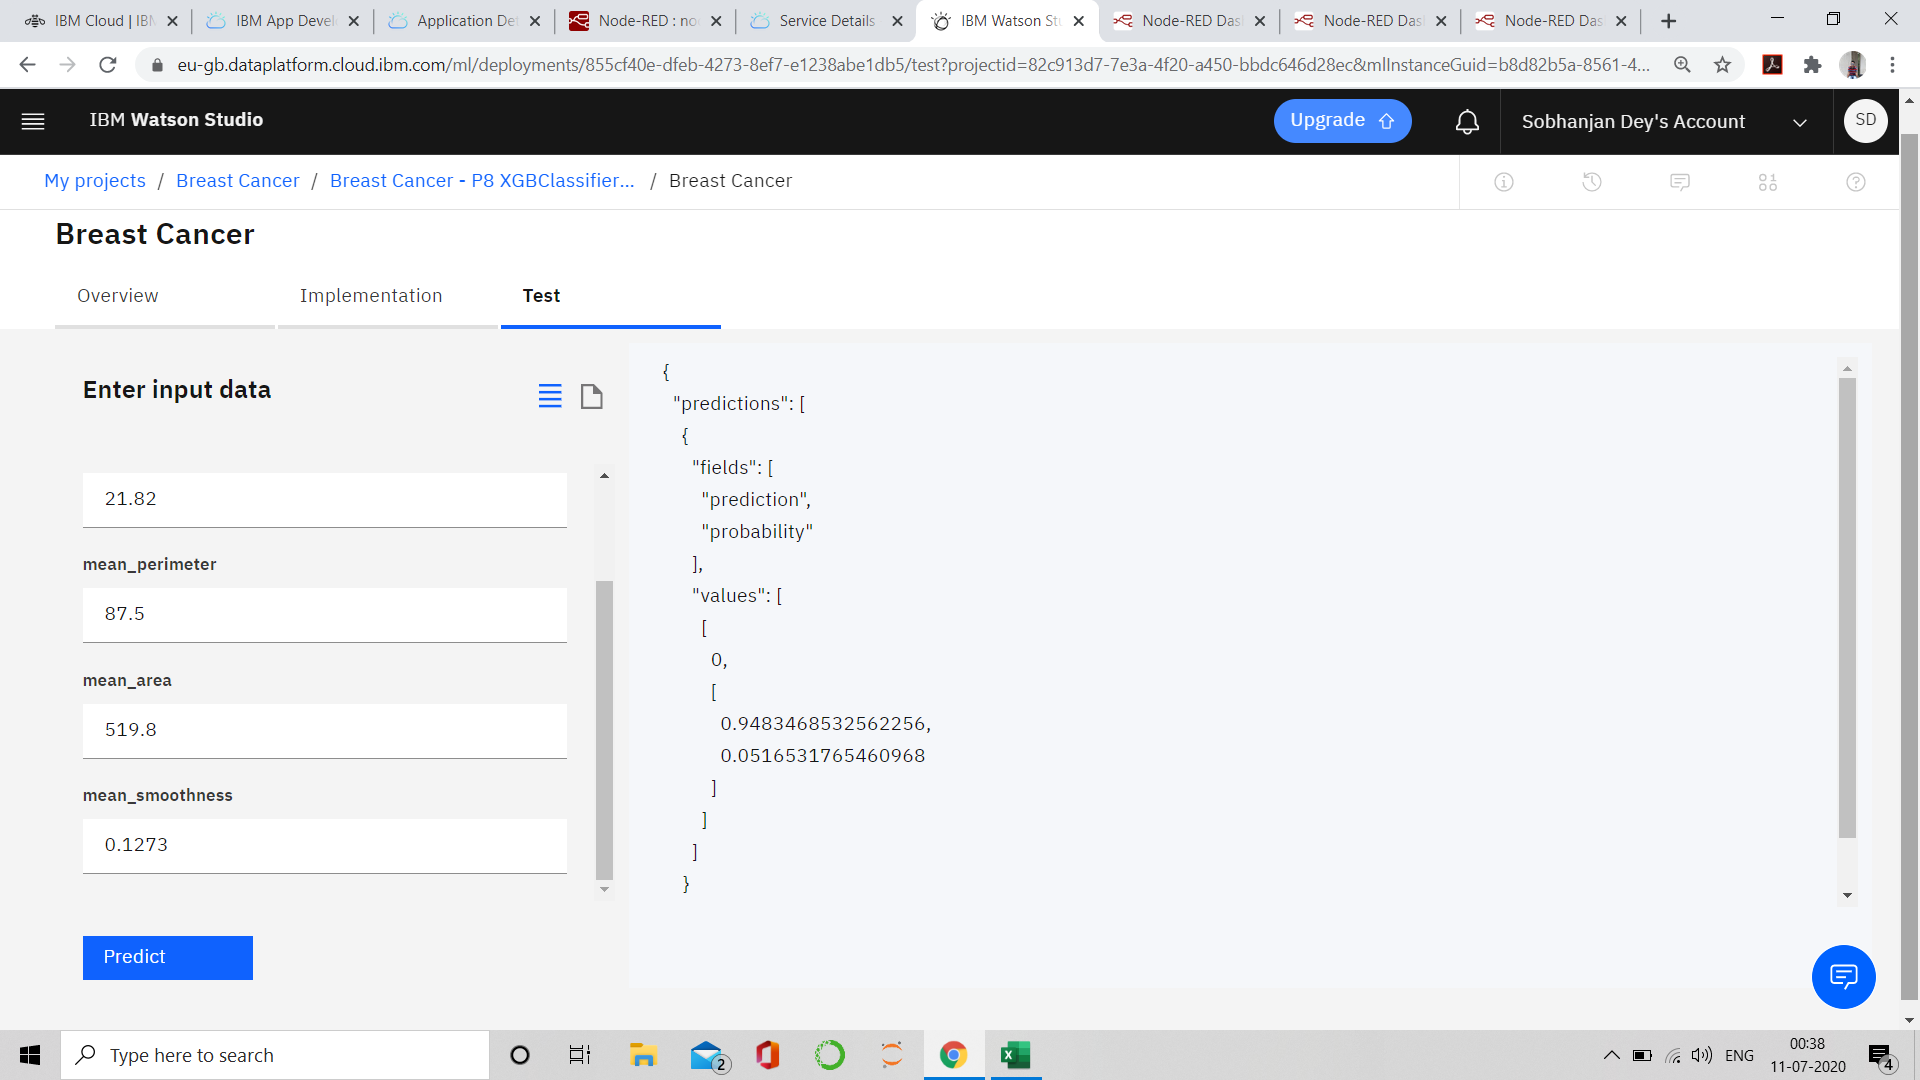 IBM Cloud | IBM
IBM App Devel
Application Det
Node-RED : no
Service Details
IBM Watson Stu
Node-RED Das
Node-RED Das
Node-RED Das
eu-gb.dataplatform.cloud.ibm.com/ml/deployments/855cf40e-dfeb-4273-8ef7-e1238abe1db5/test?projectid=82c913d7-7e3a-4f20-a450-bbdc646d28ec&mlInstanceGuid=b8d82b5a-8561-4...
IBM Watson Studio
Upgrade
Sobhanjan Dey's Account
SD
My projects / Breast Cancer / Breast Cancer - P8 XGBClassifier... / Breast Cancer
Breast Cancer
Overview
Implementation
Test
Enter input data
21.82
mean_perimeter
87.5
mean_area
519.8
mean_smoothness
0.1273
Predict
{
"predictions": [
{
"fields": [
"prediction",
"probability"
],
"values": [
[
0,
[
0.9483468532562256,
0.0516531765460968
]
]
]
}
Type here to search
2
ENG
00:38
11-07-2020
4